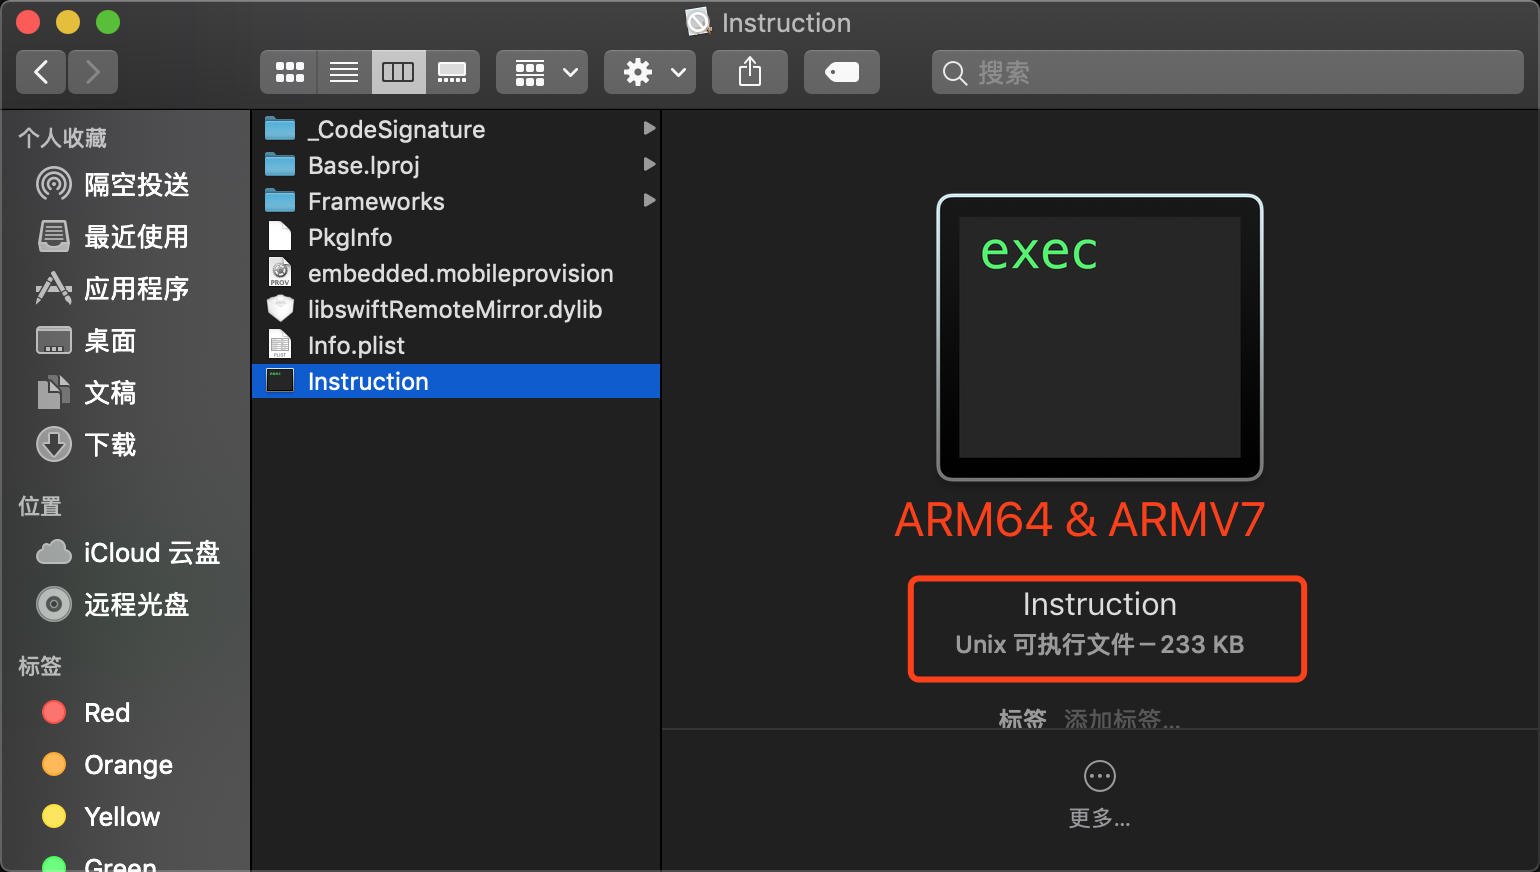 Instruction
搜索
个人收藏
隔空投送
最近使用
应用程序
桌面
文稿
下载
位置
iCloud 云盘
远程光盘
标签
Red
Orange
Yellow
Green
_CodeSignature
Base.lproj
Frameworks
PkgInfo
PROV
embedded.mobileprovision
libswiftRemoteMirror.dylib
PLIST
Info.plist
exec
Instruction
exec
ARM64 & ARMV7
Instruction
Unix 可执行文件 – 233 KB
标签 添加标签...
更多...